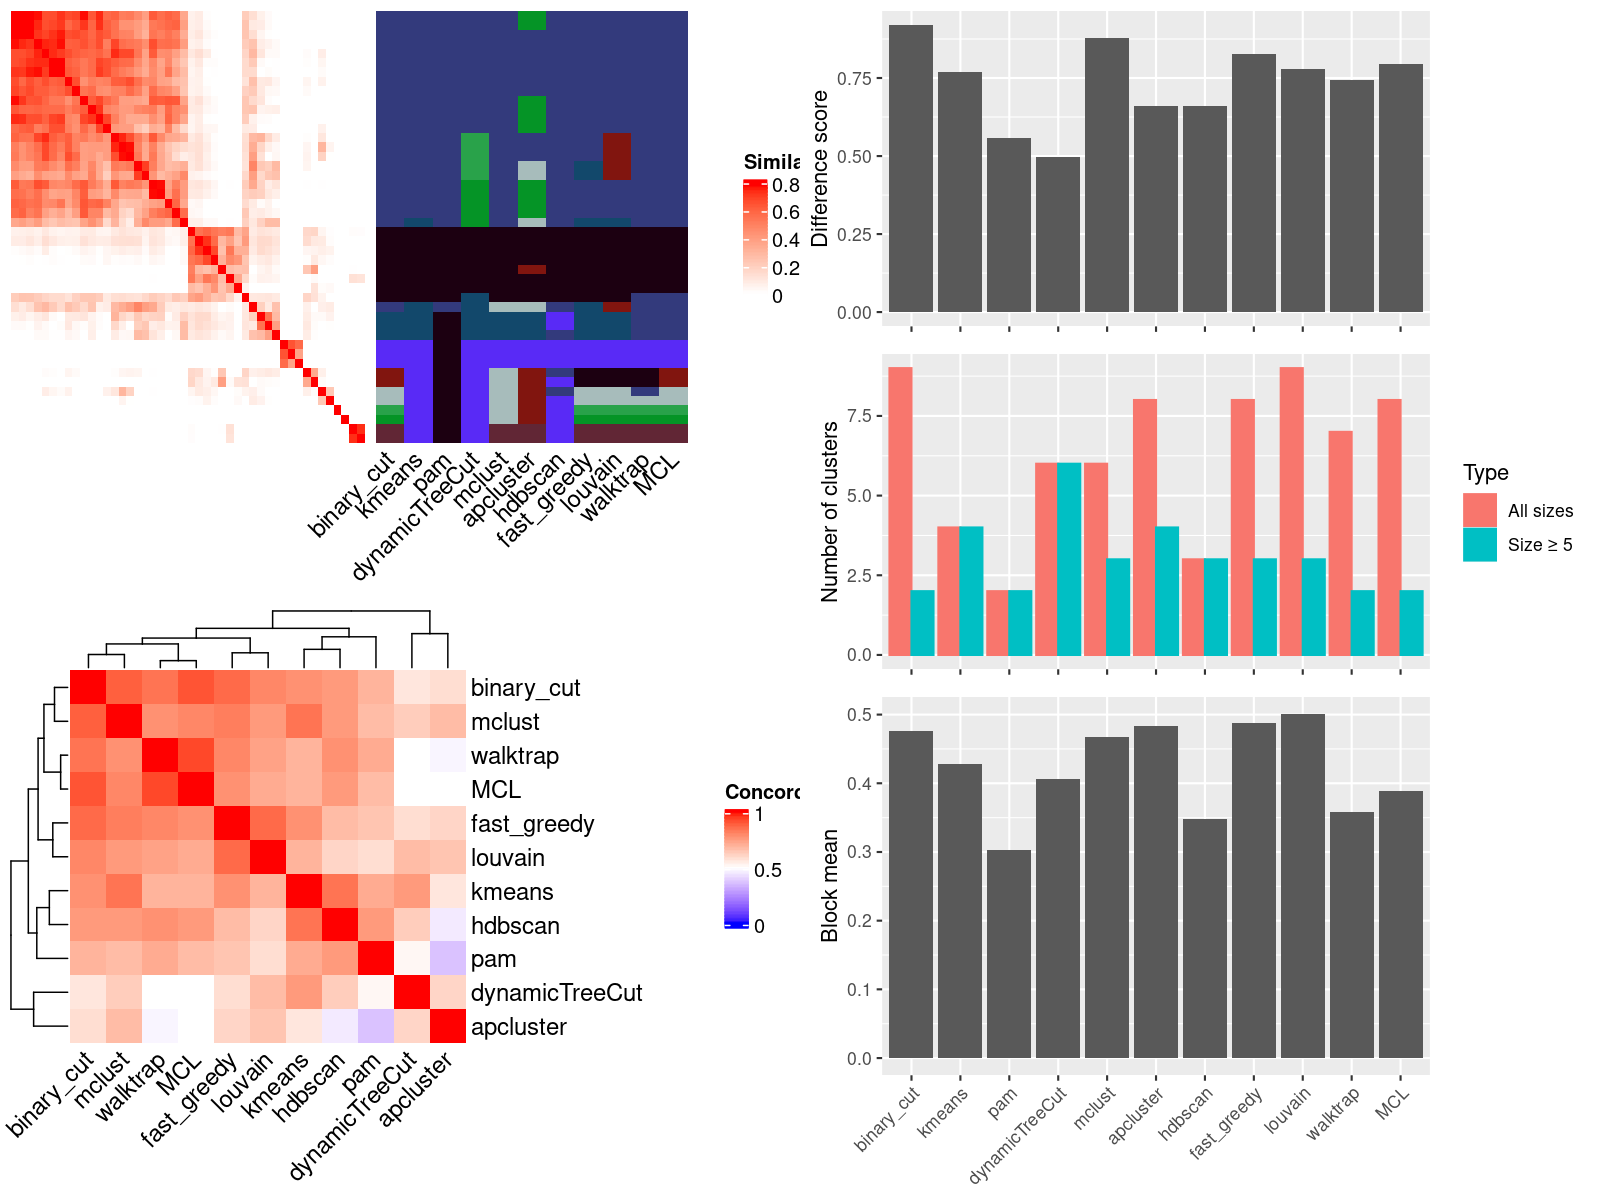 Simila
0.8
0.6
0.4
0.2
0
binary_cut
kmeans
pam
dynamicTreeCut
mclust
apcluster
hdbscan
fast_greedy
louvain
walktrap
MCL
Difference score
0.75
0.50
0.25
0.00
Number of clusters
7.5
5.0
2.5
0.0
Type
All sizes
Size ≥ 5
binary_cut
mclust
walktrap
MCL
fast_greedy
louvain
kmeans
hdbscan
pam
dynamicTreeCut
apcluster
binary_cut
mclust
walktrap
MCL
fast_greedy
louvain
kmeans
hdbscan
pam
dynamicTreeCut
apcluster
Concord
1
0.5
0
Block mean
0.5
0.4
0.3
0.2
0.1
0.0
binary_cut
kmeans
pam
dynamicTreeCut
mclust
apcluster
hdbscan
fast_greedy
louvain
walktrap
MCL